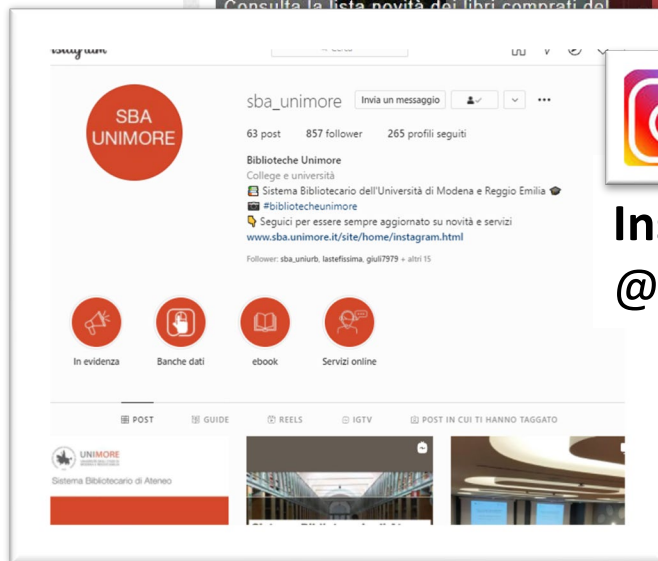 Consulta la lista novità dei libri comprati del
SBA
UNIMORE
sba_unimore
Invia un messaggio
63 post 857 follower 265 profili seguiti
Biblioteche Unimore
College e università
Sistema Bibliotecario dell'Università di Modena e Reggio Emilia
#bibliotecheunimore
Seguici per essere sempre aggiornato su novità e servizi
www.sba.unimore.it/site/home/instagram.html
Follower: sba_uniurb, lastefissima, giuli7979 + altri 15
In evidenza
Banche dati
ebook
Servizi online
POST
GUIDE
REELS
IGTV
POST IN CUI TI HANNO TAGGATO
UNIMORE
Sistema Bibliotecario di Ateneo
In
@